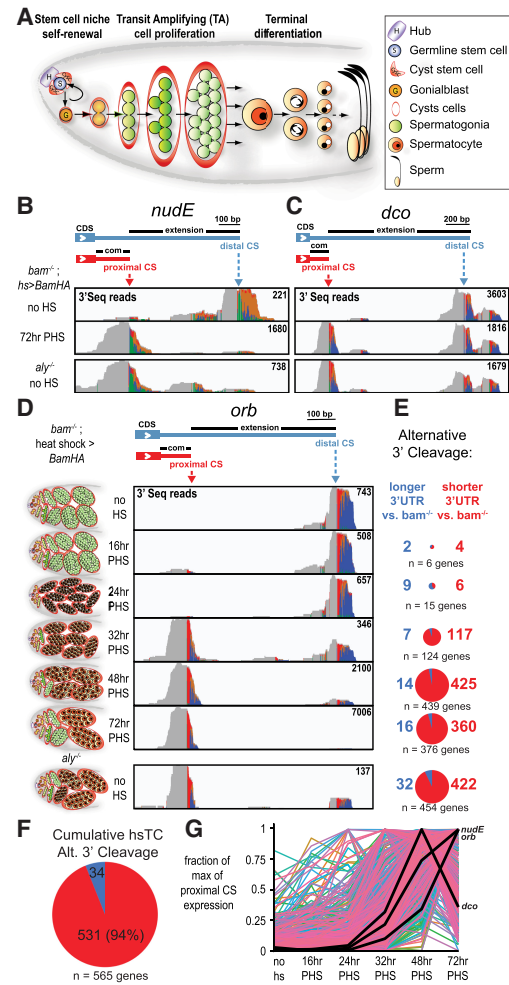 A
Stem cell niche
self-renewal
Transit Amplifying (TA)
cell proliferation
Terminal
differentiation
H
S
G
H Hub
S Germline stem cell
Cyst stem cell
G Gonialblast
Cysts cells
Spermatogonia
Spermatocyte
Sperm
B
nudE
100 bp
CDS
extension
com
distal CS
proximal CS
bam-/- ;
hs>BamHA
no HS
3'Seq reads
221
72hr PHS
1680
aly-/-
no HS
738
C
dco
200 bp
CDS
extension
com
distal CS
proximal CS
3'Seq reads
3603
1816
1679
D
bam-/- ;
heat shock >
BamHA
orb
100 bp
CDS
extension
com
distal CS
proximal CS
no
HS
3' Seq reads
743
16hr
PHS
508
24hr
PHS
657
32hr
PHS
346
48hr
PHS
2100
72hr
PHS
7006
aly-/-
no
HS
137
E
Alternative
3' Cleavage:
longer
3'UTR
vs. bam-/-
shorter
3'UTR
vs. bam-/-
2 4
n = 6 genes
9 6
n = 15 genes
7 117
n = 124 genes
14 425
n = 439 genes
16 360
n = 376 genes
32 422
n = 454 genes
F
Cumulative hsTC
Alt. 3' Cleavage
34
531 (94%)
n = 565 genes
G
fraction of
max of
proximal CS
expression
1
0.75
0.5
0.25
0
nudE
orb
dco
no
hs
16hr
PHS
24hr
PHS
32hr
PHS
48hr
PHS
72hr
PHS